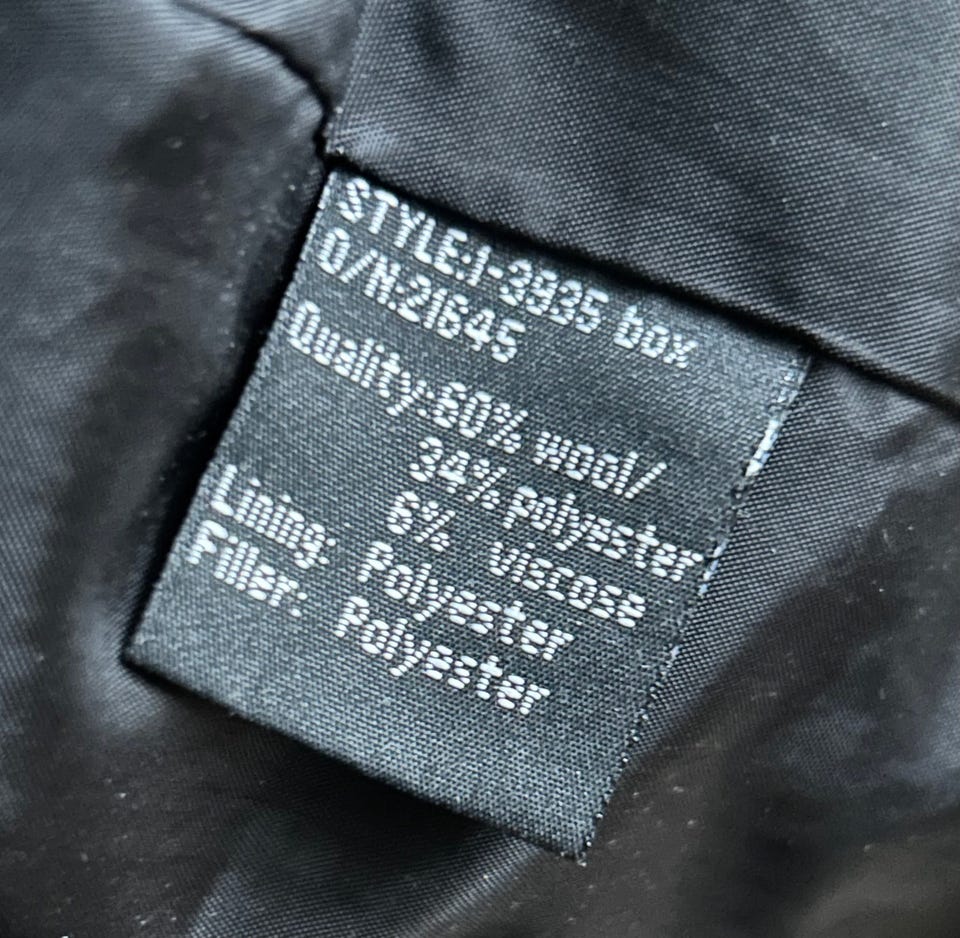 STYLE:J-3935 box
O/N:21645
Quality:60% wool/
34% polyester
6% Viscose
Lining: Polyester
Filler: Polyester